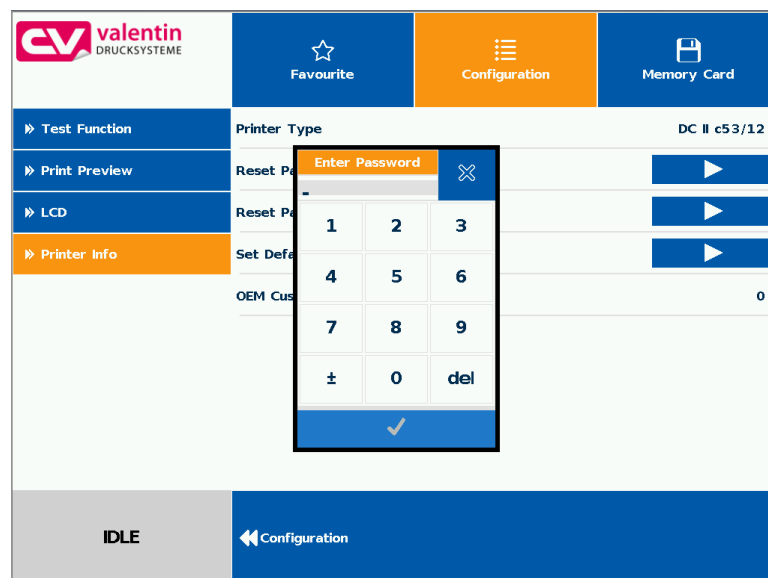 valentin
DRUCKSYSTEME
Favourite
Configuration
Memory Card
Test Function
Printer Type
DC II c53/12
Enter Password
Print Preview
Reset Pa
LCD
Reset Pa
1 2 3
Printer Info
Set Defa
4 5 6
OEM Cus
0
7 8 9
± 0 del
IDLE
Configuration